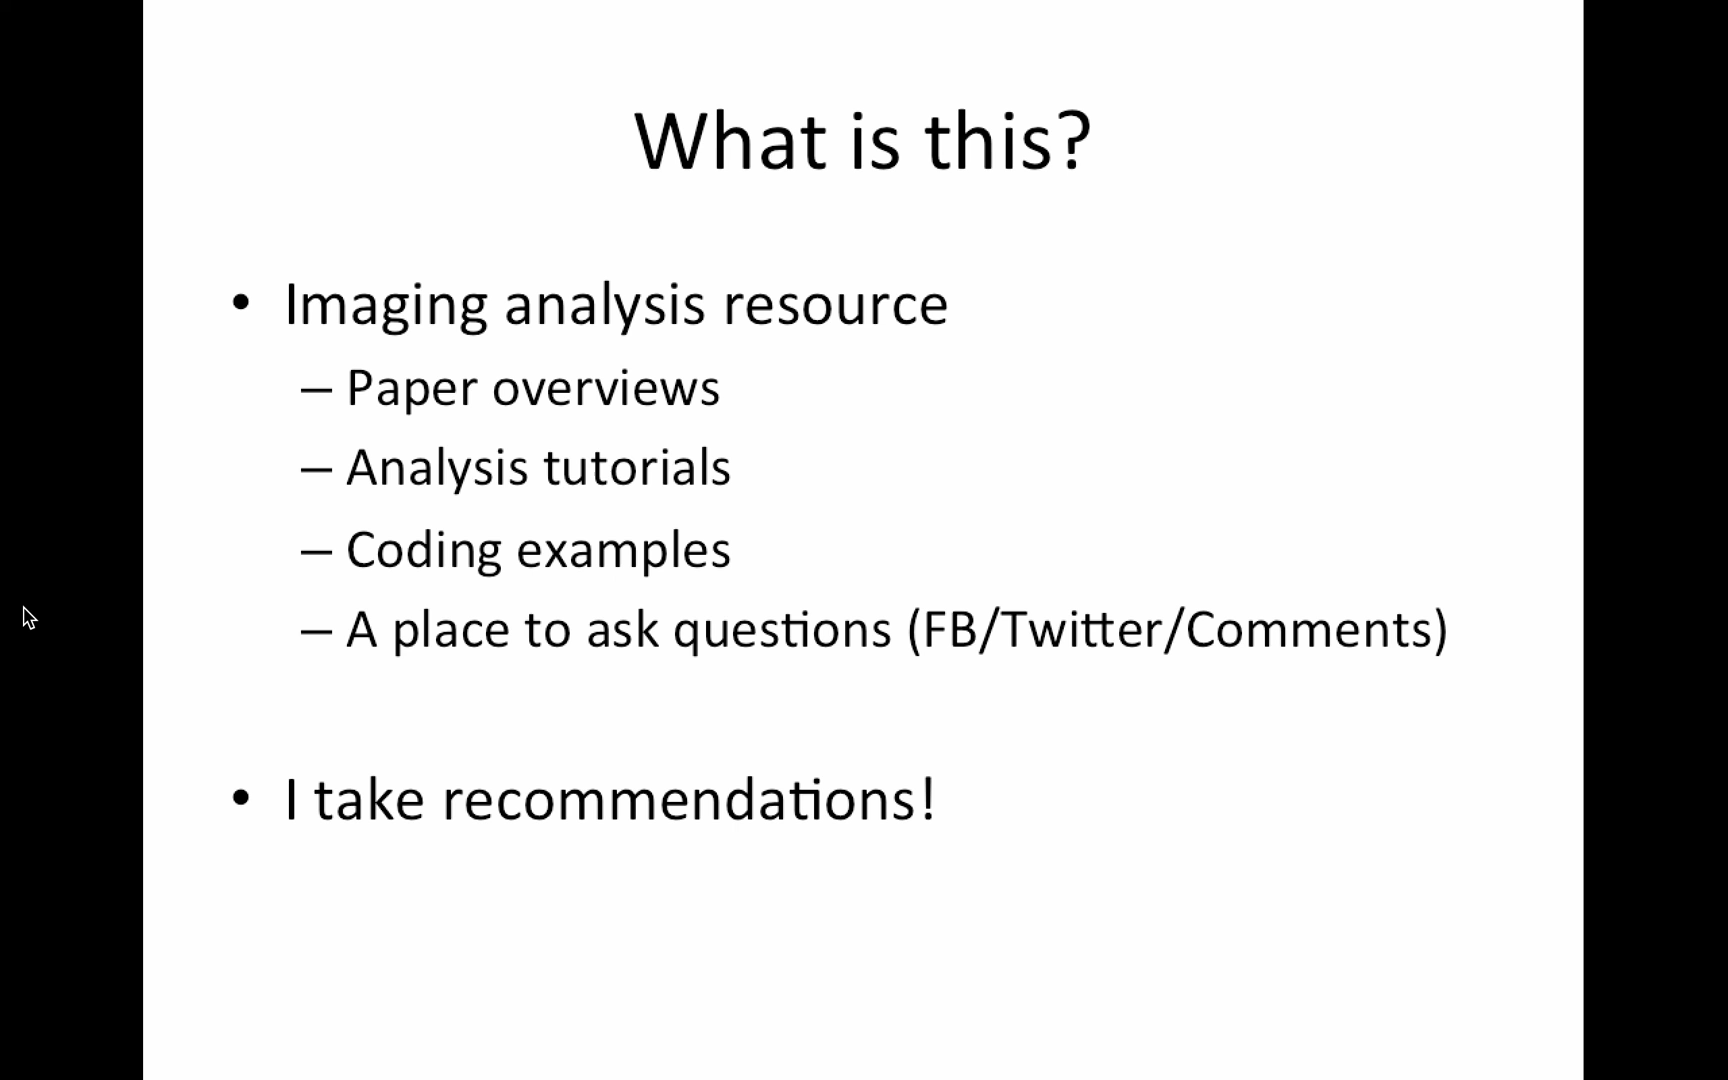 What is this?
• Imaging analysis resource
– Paper overviews
– Analysis tutorials
– Coding examples
– A place to ask questions (FB/Twitter/Comments)
• I take recommendations!